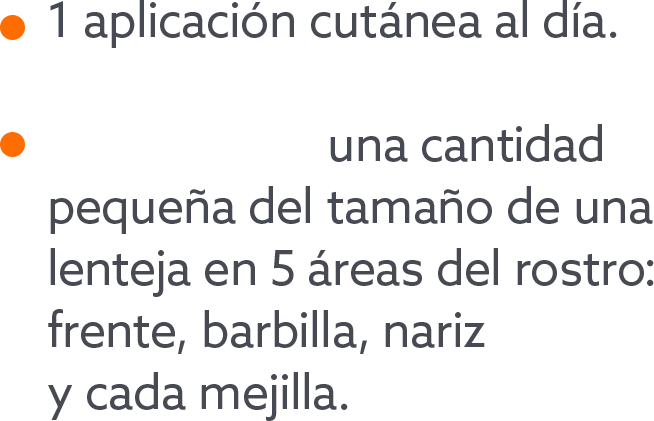 1 aplicación cutánea al día.
una cantidad
pequeña del tamaño de una
lenteja en 5 áreas del rostro:
frente, barbilla, nariz
y cada mejilla.